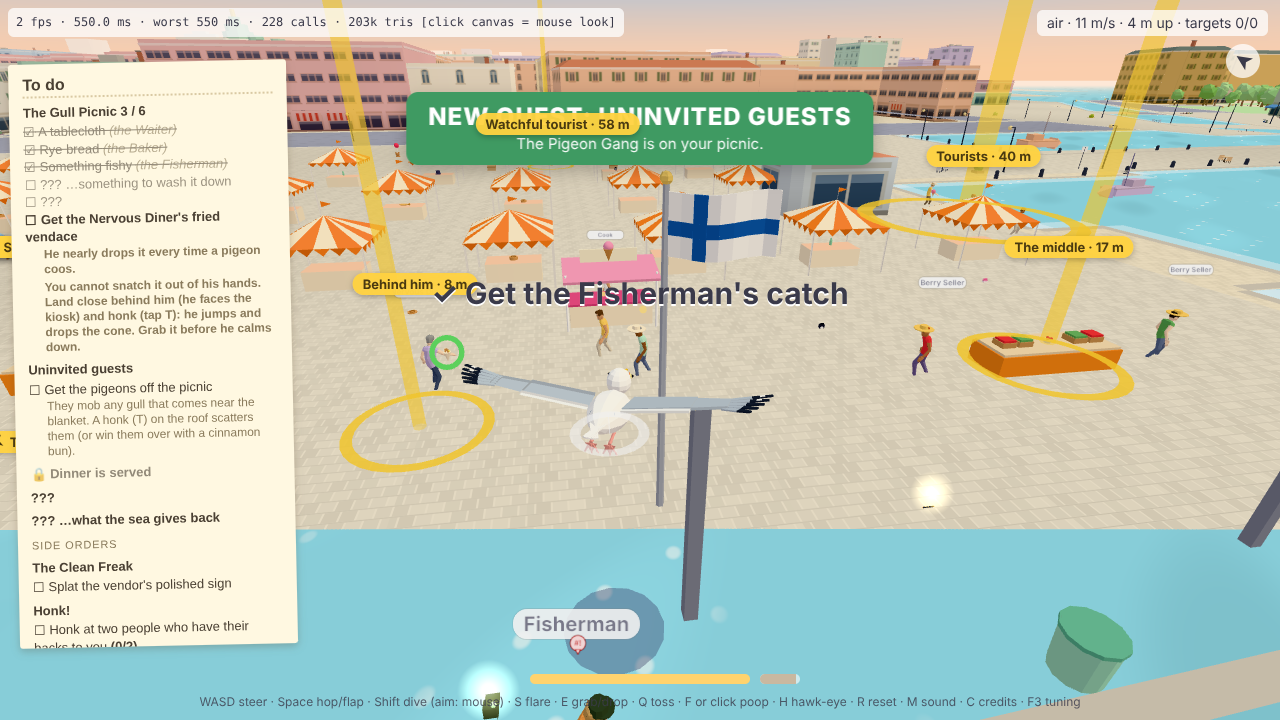 2 fps · 550.0 ms · worst 550 ms · 228 calls · 203k tris [click canvas = mouse look]
air · 11 m/s · 4 m up · targets 0/0
To do
The Gull Picnic 3 / 6
☑ A tablecloth (the Waiter)
☑ Rye bread (the Baker)
☑ Something fishy (the Fisherman)
☐ ??? …something to wash it down
☐ ???
☐ Get the Nervous Diner's fried
vendace
He nearly drops it every time a pigeon
coos.
You cannot snatch it out of his hands.
Land close behind him (he faces the
kiosk) and honk (tap T): he jumps and
drops the cone. Grab it before he calms
down.
Uninvited guests
☐ Get the pigeons off the picnic
They mob any gull that comes near the
blanket. A honk (T) on the roof scatters
them (or win them over with a cinnamon
bun).
🔒 Dinner is served
???
??? …what the sea gives back
SIDE ORDERS
The Clean Freak
☐ Splat the vendor's polished sign
Honk!
☐ Honk at two people who have their
backs to you (0/2)
NEW QUEST: UNINVITED GUESTS
The Pigeon Gang is on your picnic.
Watchful tourist · 58 m
Tourists · 40 m
The middle · 17 m
Behind him · 8 m
✓ Get the Fisherman's catch
Cook
Berry Seller
Berry Seller
Fisherman
WASD steer · Space hop/flap · Shift dive (aim: mouse) · S flare · E grab/drop · Q toss · F or click poop · H hawk-eye · R reset · M sound · C credits · F3 tuning